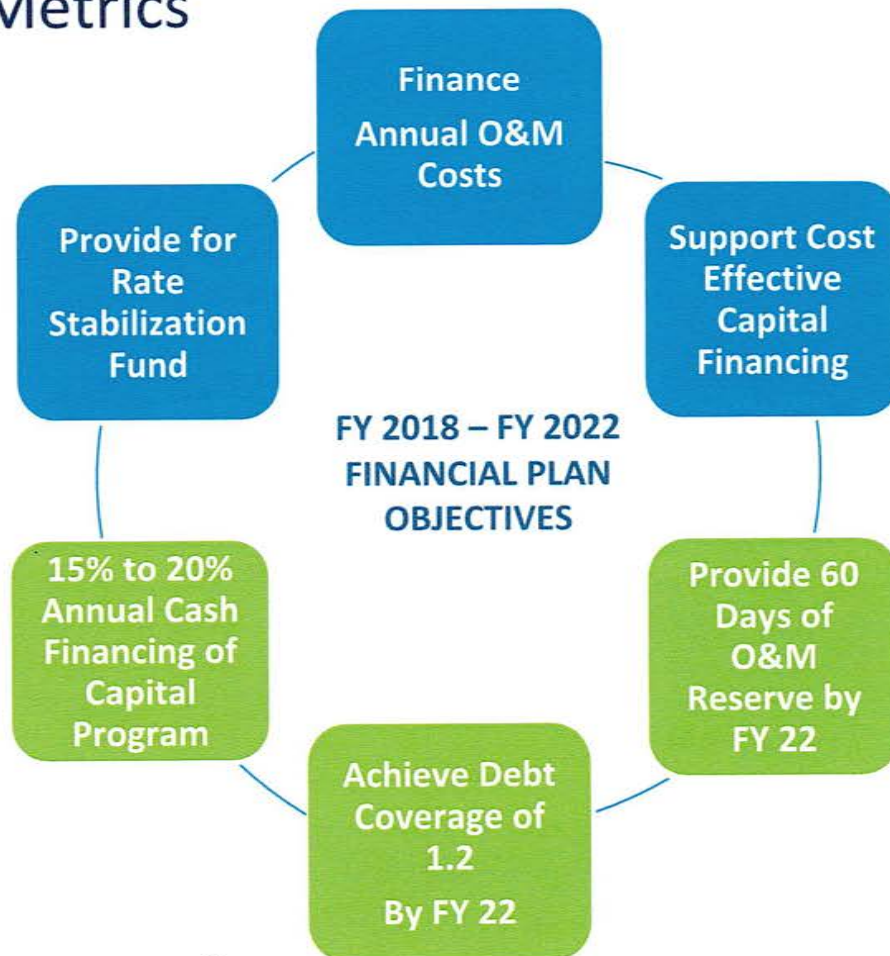 Metrics
Finance
Annual O&M
Costs
Support Cost
Effective
Capital
Financing
Provide 60
Days of
O&M
Reserve by
FY 22
Achieve Debt
Coverage of
1.2
By FY 22
15% to 20%
Annual Cash
Financing of
Capital
Program
Provide for
Rate
Stabilization
Fund
FY 2018 – FY 2022
FINANCIAL PLAN
OBJECTIVES